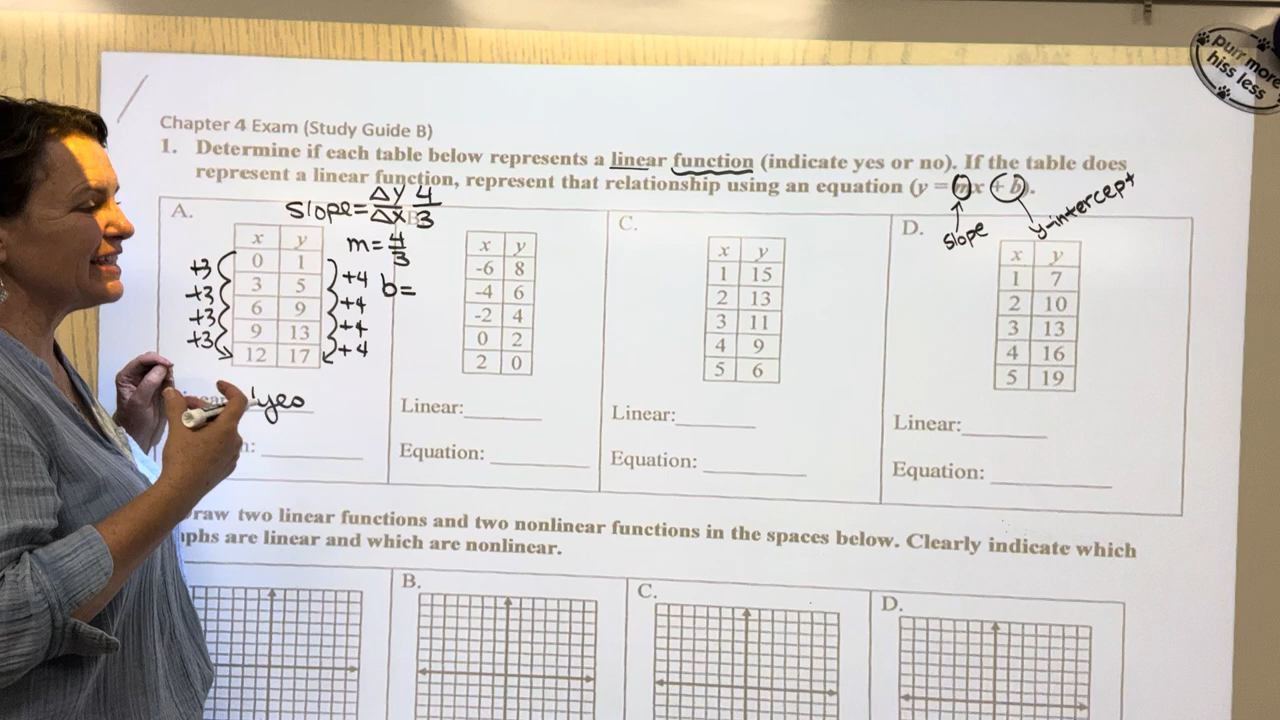 purr more
hiss less
Chapter 4 Exam (Study Guide B)
1. Determine if each table below represents a linear function (indicate yes or no). If the table does
represent a linear function, represent that relationship using an equation (y = mx + b).
slope
y-intercept
A.
slope= Δy/Δx 4/3
m= 4/3
b=
x y
0 1
3 5
6 9
9 13
12 17
+3
+3
+3
+3
+4
+4
+4
+4
yes
B
x y
-6 8
-4 6
-2 4
0 2
2 0
Linear:
Equation:
C.
x y
1 15
2 13
3 11
4 9
5 6
Linear:
Equation:
D.
x y
1 7
2 10
3 13
4 16
5 19
Linear:
Equation:
raw two linear functions and two nonlinear functions in the spaces below. Clearly indicate which
phs are linear and which are nonlinear.
B.
C.
D.